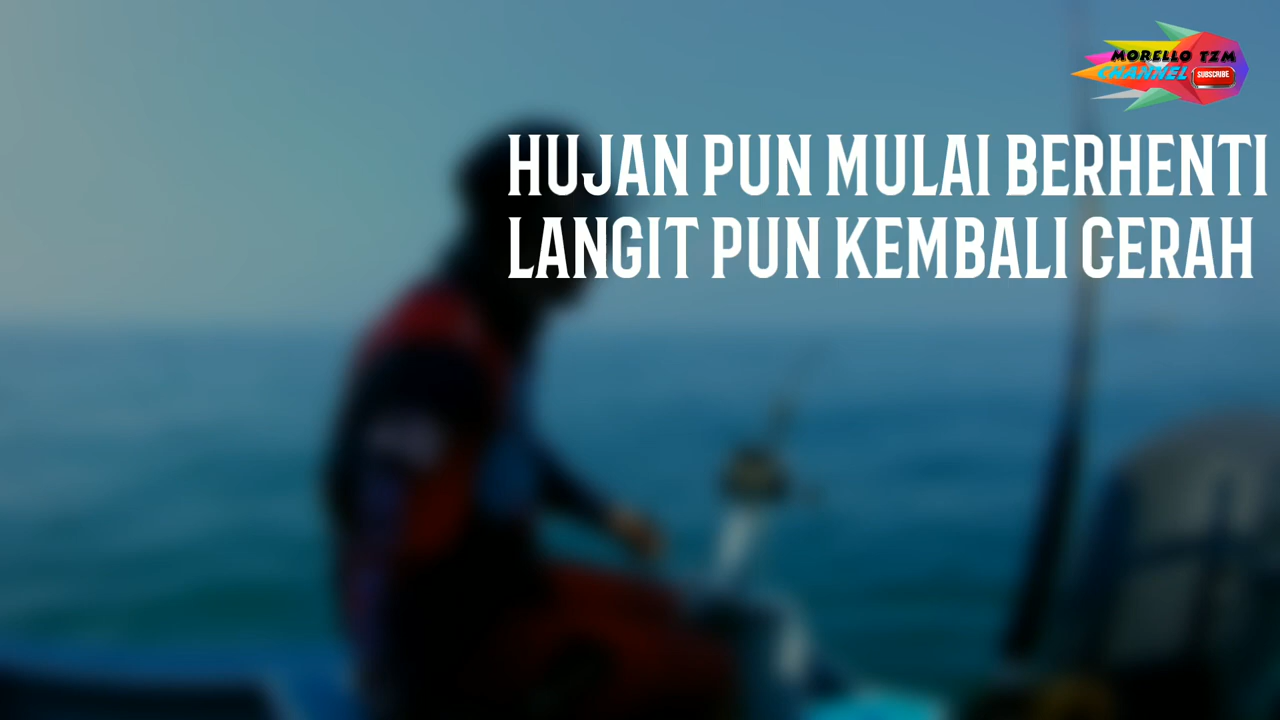 MORELLO TZM
CHANNEL SUBSCRIBE
HUJAN PUN MULAI BERHENTI
LANGIT PUN KEMBALI CERAH